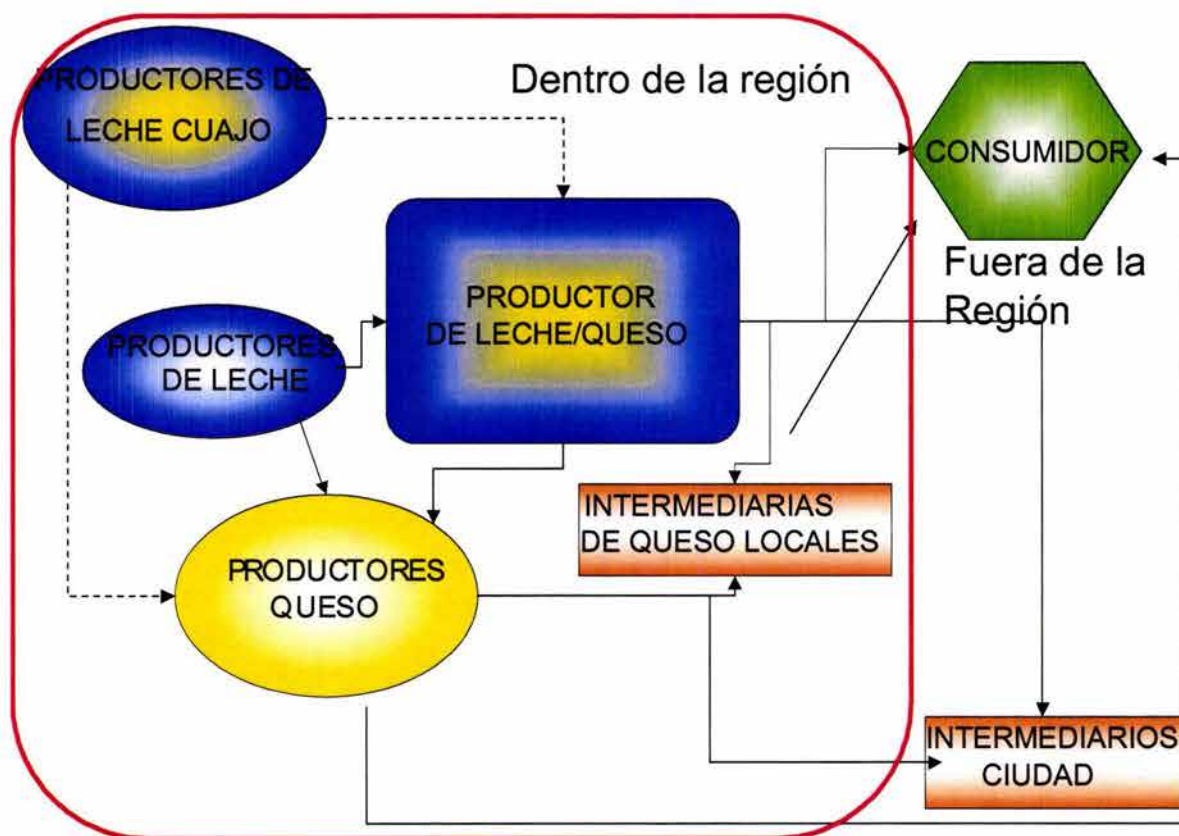 PRODUCTORES DE
LECHE CUAJO
Dentro de la región
CONSUMIDOR
Fuera de la
Región
PRODUCTOR
DE LECHE/QUESO
PRODUCTORES
DE LECHE
INTERMEDIARIAS
DE QUESO LOCALES
PRODUCTORES
QUESO
INTERMEDIARIOS
CIUDAD